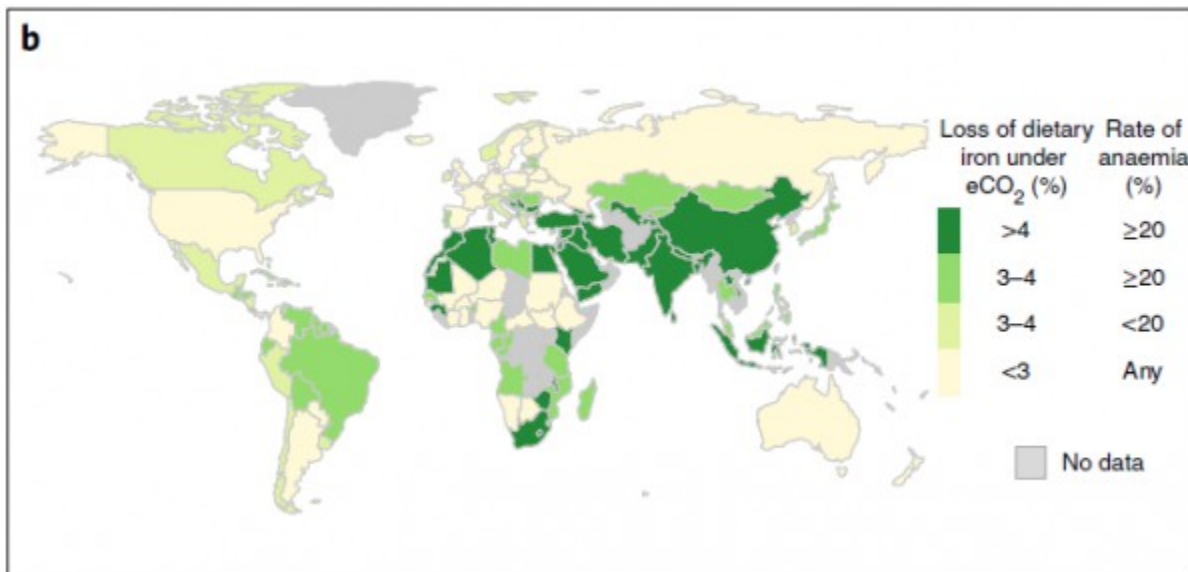 b
Loss of dietary Rate of
iron under anaemia
eCO₂ (%) (%)
>4 ≥20
3–4 ≥20
3–4 <20
<3 Any
No data